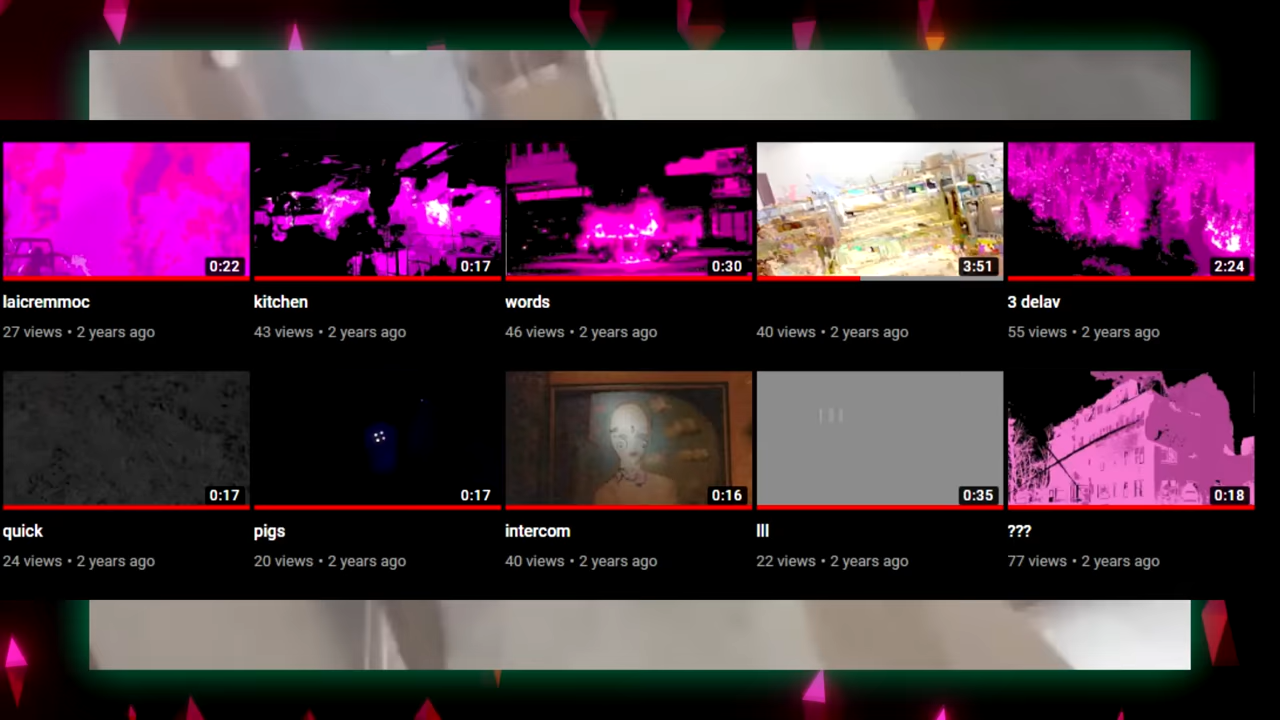 0:22 0:17 0:30 3:51 2:24
laicremmoc kitchen words 3 delav
27 views • 2 years ago 43 views • 2 years ago 46 views • 2 years ago 40 views • 2 years ago 55 views • 2 years ago
0:17 0:17 0:16 0:35 0:18
quick pigs intercom lll ???
24 views • 2 years ago 20 views • 2 years ago 40 views • 2 years ago 22 views • 2 years ago 77 views • 2 years ago